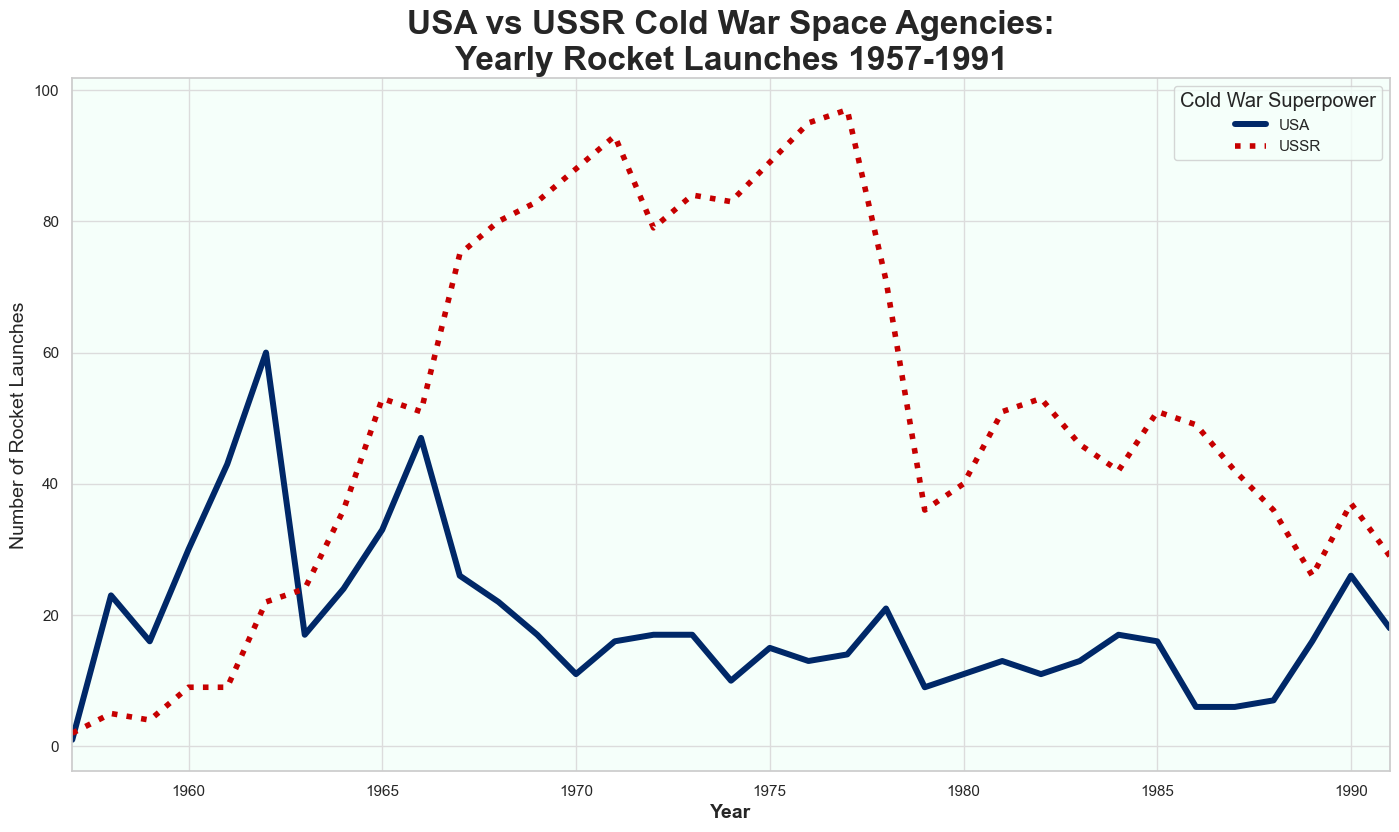 USA vs USSR Cold War Space Agencies:
Yearly Rocket Launches 1957-1991
Cold War Superpower
USA
USSR
Number of Rocket Launches
100
80
60
40
20
0
1960 1965 1970 1975 1980 1985 1990
Year